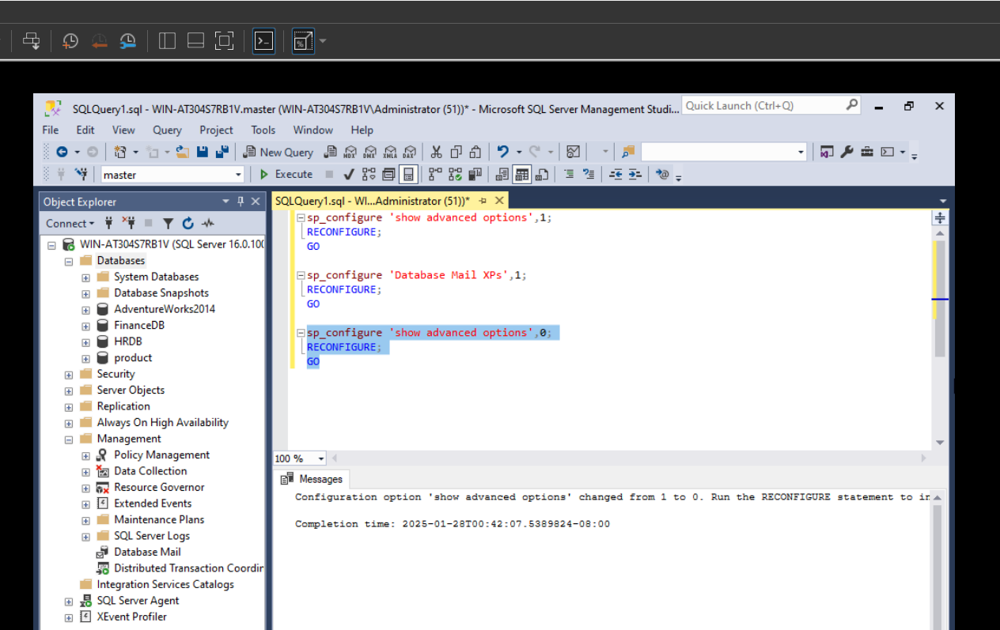 SQLQuery1.sql - WIN-AT304S7RB1V.master (WIN-AT304S7RB1V\Administrator (51))* - Microsoft SQL Server Management Studi...
Quick Launch (Ctrl+Q)
File Edit View Query Project Tools Window Help
New Query MDX DMX XMLA DAX
master Execute
Object Explorer
SQLQuery1.sql - WI...Administrator (51))*
Connect
WIN-AT304S7RB1V (SQL Server 16.0.100
Databases
System Databases
Database Snapshots
AdventureWorks2014
FinanceDB
HRDB
product
Security
Server Objects
Replication
Always On High Availability
Management
Policy Management
Data Collection
Resource Governor
Extended Events
Maintenance Plans
SQL Server Logs
Database Mail
Distributed Transaction Coordin
Integration Services Catalogs
SQL Server Agent
XEvent Profiler
sp_configure 'show advanced options',1;
RECONFIGURE;
GO
sp_configure 'Database Mail XPs',1;
RECONFIGURE;
GO
sp_configure 'show advanced options',0;
RECONFIGURE;
GO
100 %
Messages
Configuration option 'show advanced options' changed from 1 to 0. Run the RECONFIGURE statement to in
Completion time: 2025-01-28T00:42:07.5389824-08:00